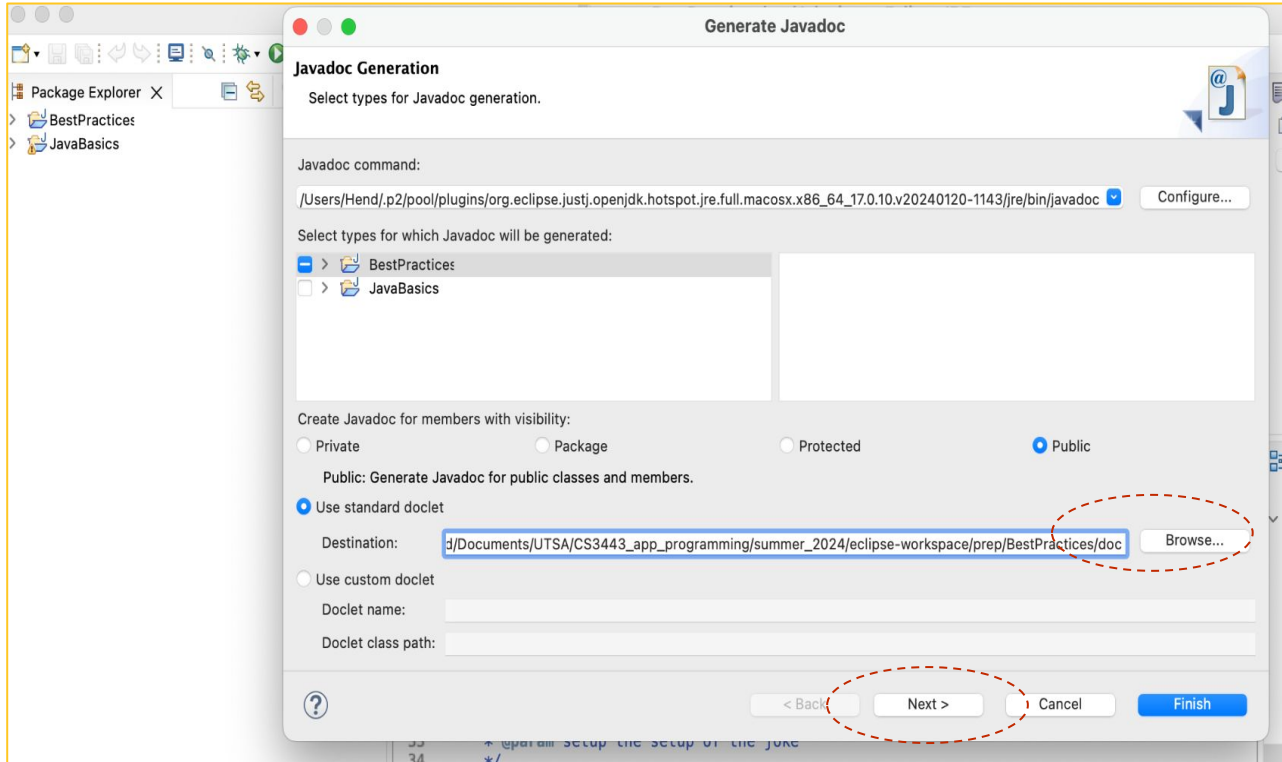 Generate Javadoc
Package Explorer
BestPractices
JavaBasics
Javadoc Generation
Select types for Javadoc generation.
@
J
Javadoc command:
/Users/Hend/.p2/pool/plugins/org.eclipse.justj.openjdk.hotspot.jre.full.macosx.x86_64_17.0.10.v20240120-1143/jre/bin/javadoc
Configure...
Select types for which Javadoc will be generated:
BestPractices
JavaBasics
Create Javadoc for members with visibility:
Private Package Protected Public
Public: Generate Javadoc for public classes and members.
Use standard doclet
Destination: d/Documents/UTSA/CS3443_app_programming/summer_2024/eclipse-workspace/prep/BestPractices/doc Browse...
Use custom doclet
Doclet name:
Doclet class path:
? < Back Next > Cancel Finish
* @param setup the setup of the joke
34 */